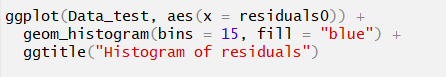 ggplot(Data_test, aes(x = residuals0)) +
  geom_histogram(bins = 15, fill = "blue") +
  ggtitle("Histogram of residuals")